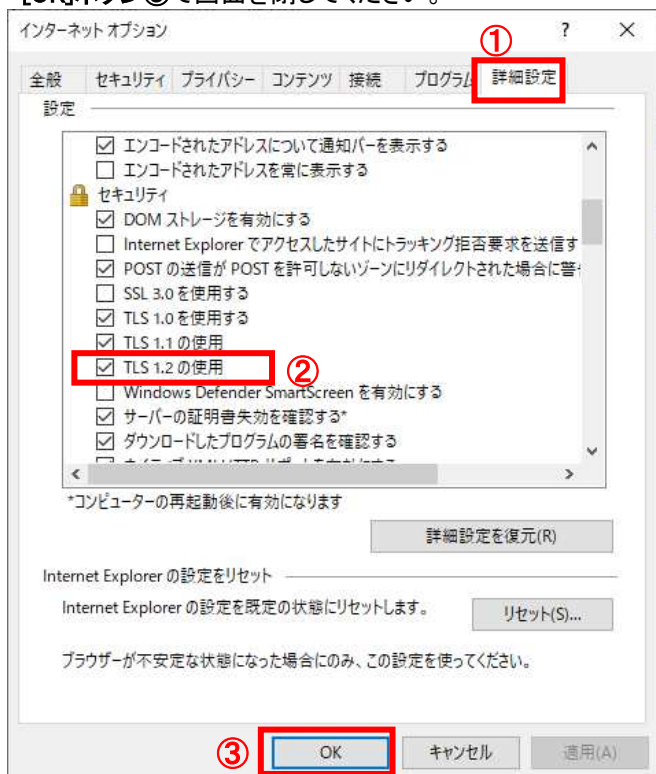 [OK]ボタン③で画面を閉じてください。
インターネット オプション ? ×
①
全般 セキュリティ プライバシー コンテンツ 接続 プログラム 詳細設定
設定
エンコードされたアドレスについて通知バーを表示する
エンコードされたアドレスを常に表示する
セキュリティ
DOM ストレージを有効にする
Internet Explorer でアクセスしたサイトにトラッキング拒否要求を送信す
POST の送信が POST を許可しないゾーンにリダイレクトされた場合に警
SSL 3.0 を使用する
TLS 1.0 を使用する
TLS 1.1 の使用
TLS 1.2 の使用 ②
Windows Defender SmartScreen を有効にする
サーバーの証明書失効を確認する*
ダウンロードしたプログラムの署名を確認する
*コンピューターの再起動後に有効になります
詳細設定を復元(R)
Internet Explorer の設定をリセット
Internet Explorer の設定を既定の状態にリセットします。
リセット(S)...
ブラウザーが不安定な状態になった場合にのみ、この設定を使ってください。
③ OK キャンセル 適用(A)